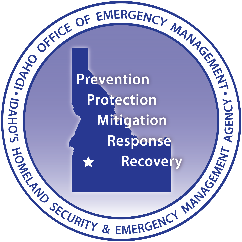 IDAHO OFFICE OF EMERGENCY MANAGEMENT
• IDAHO'S HOMELAND SECURITY & EMERGENCY MANAGEMENT AGENCY •
Prevention
Protection
Mitigation
Response
Recovery